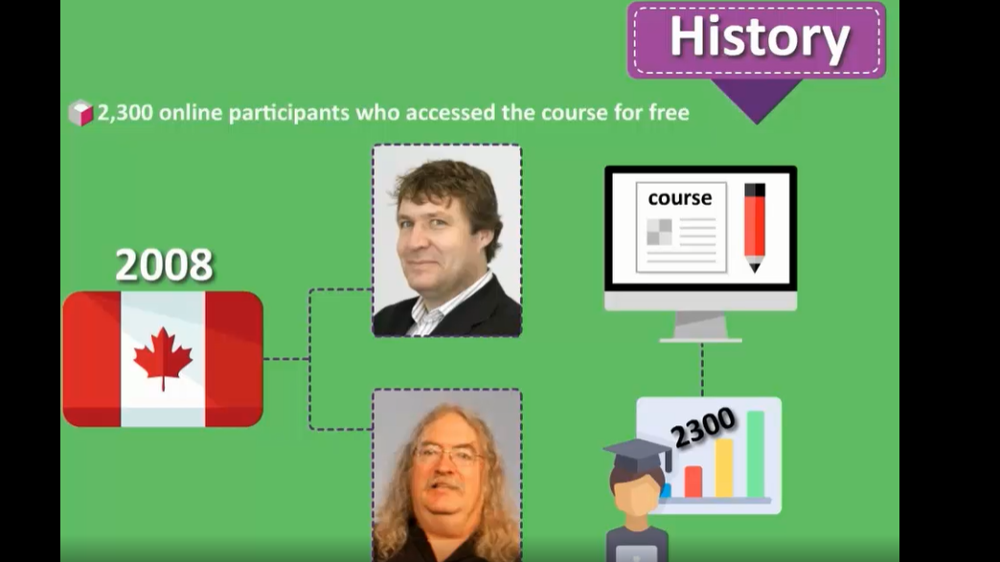 History
2,300 online participants who accessed the course for free
course
2008
2300